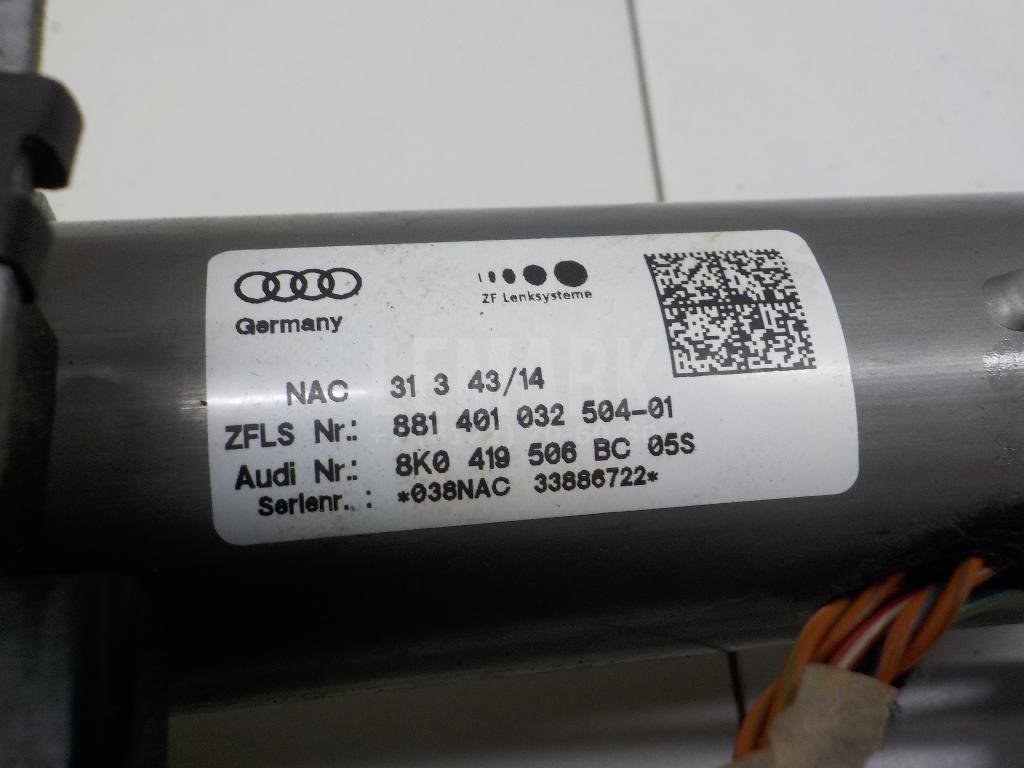 Germany
ZF Lenksysteme
NAC 31 3 43/14
ZFLS Nr.: 881 401 032 504-01
Audi Nr.: 8K0 419 506 BC 05S
Serienr. : *038NAC 33886722*
LEMARK